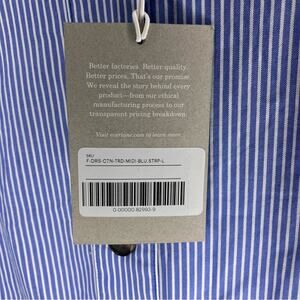 Better factories. Better quality.
Better prices. That's our promise.
We reveal the story behind every
product—from our ethical
manufacturing process to our
transparent pricing breakdown.
Visit everlane.com to learn more.
SKU
F-DRS-CTN-TRD-MIDI-BLU.STRP-L
0-00000-82993-9